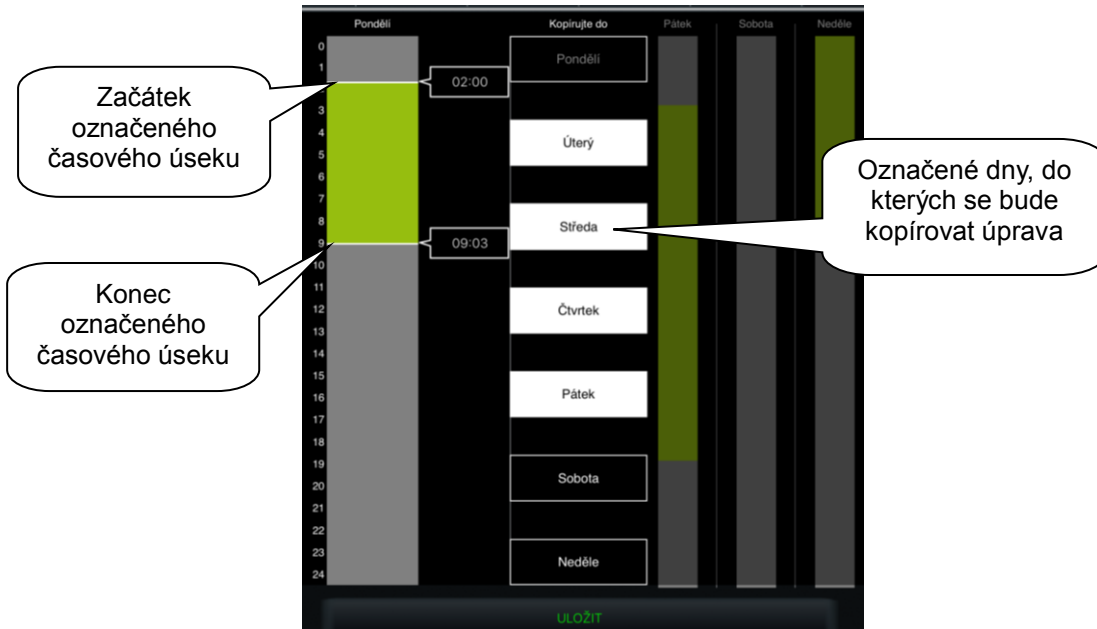 Pondělí
Kopírujte do
Pátek
Sobota
Neděle
0
1
3
4
5
6
7
8
9
10
11
12
13
14
15
16
17
18
19
20
21
22
23
24
02:00
09:03
Pondělí
Úterý
Středa
Čtvrtek
Pátek
Sobota
Neděle
Začátek
označeného
časového úseku
Konec
označeného
časového úseku
Označené dny, do
kterých se bude
kopírovat úprava
ULOŽIT